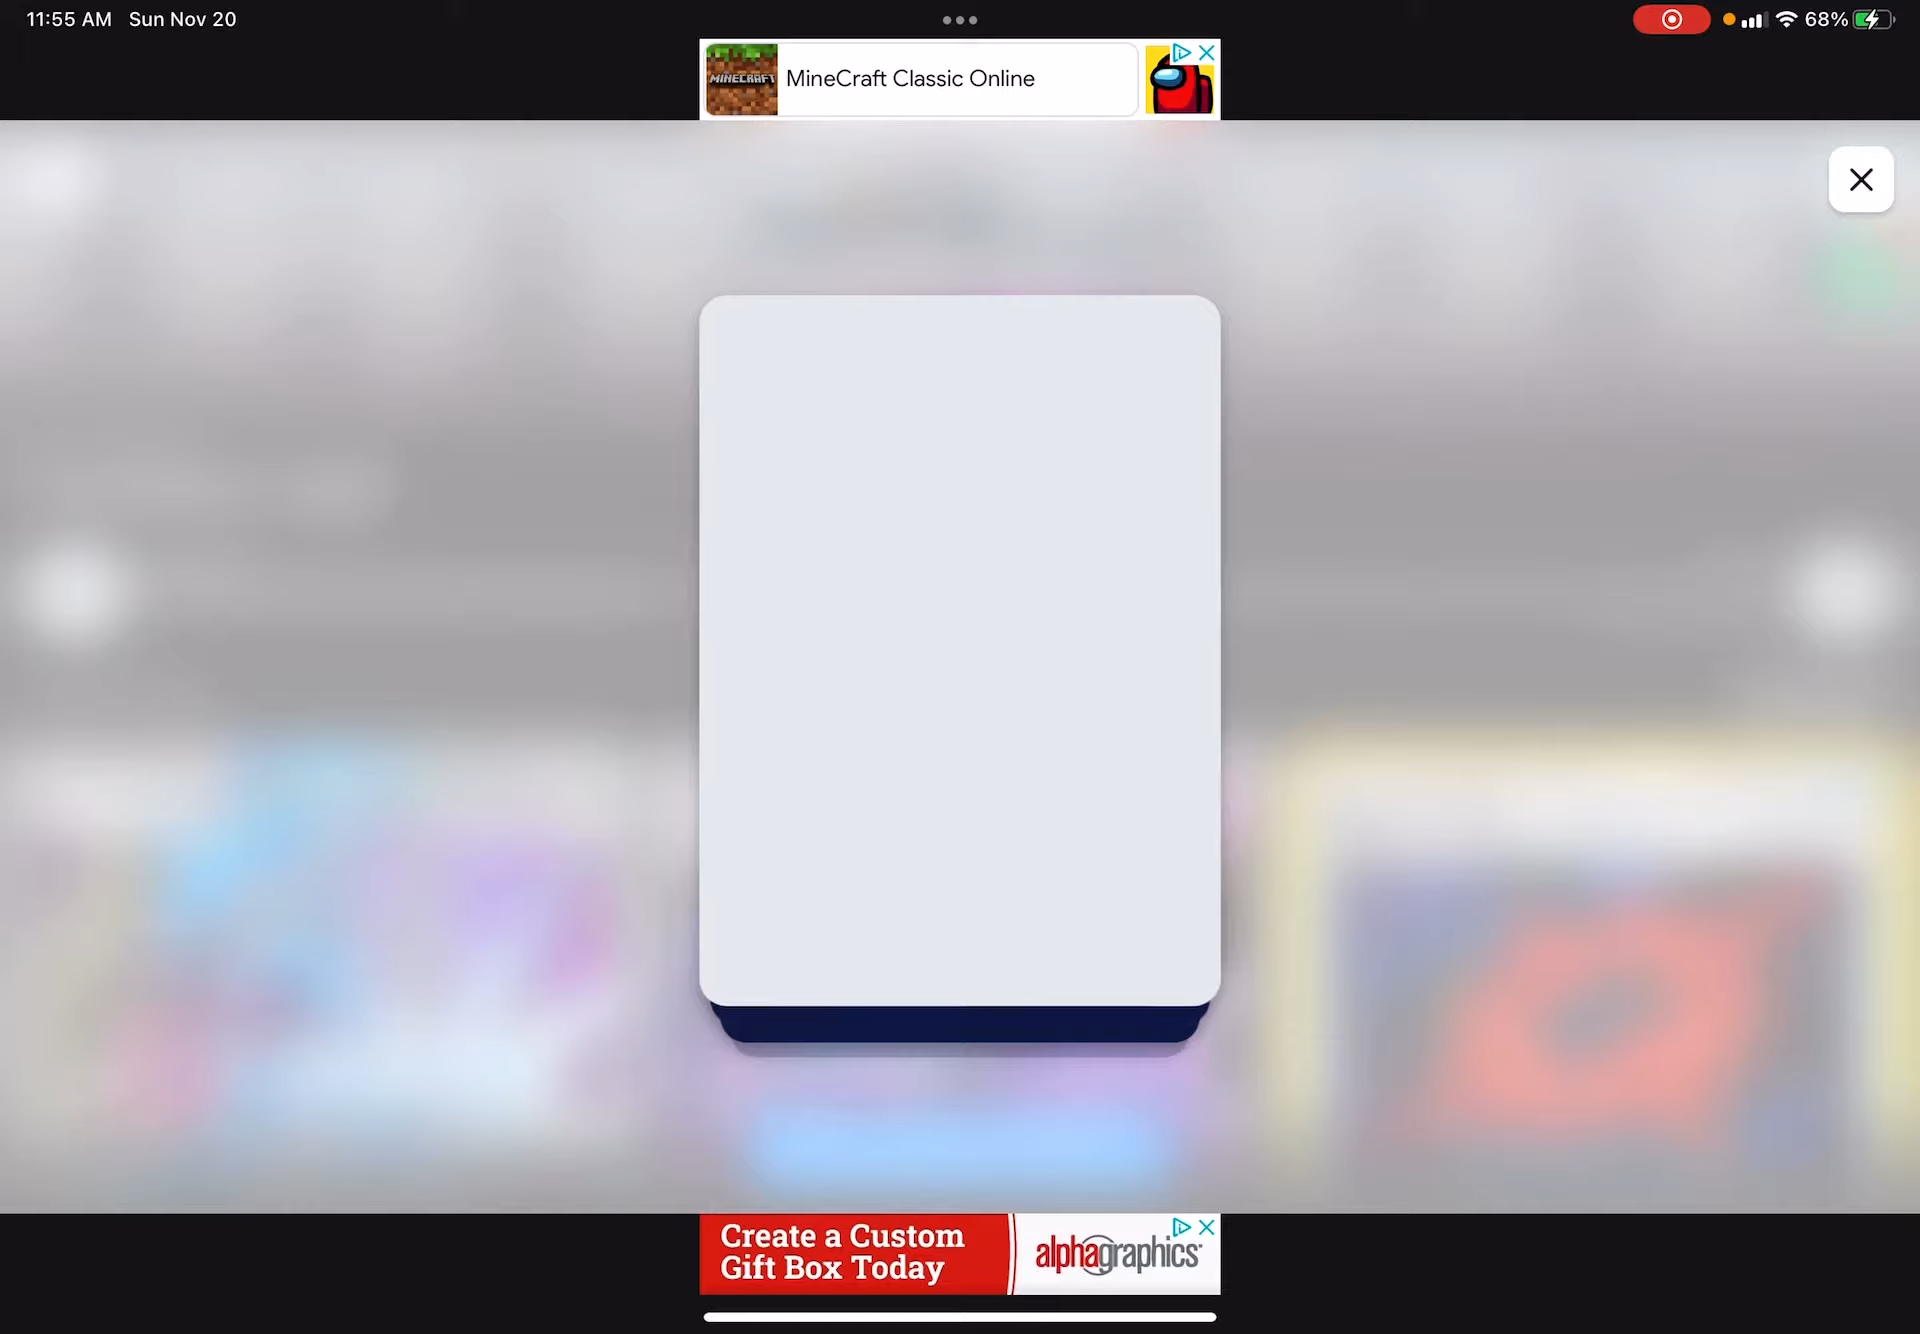 11:55 AM Sun Nov 20
68%
MINECRAFT
MineCraft Classic Online
Create a Custom
Gift Box Today
alphagraphics